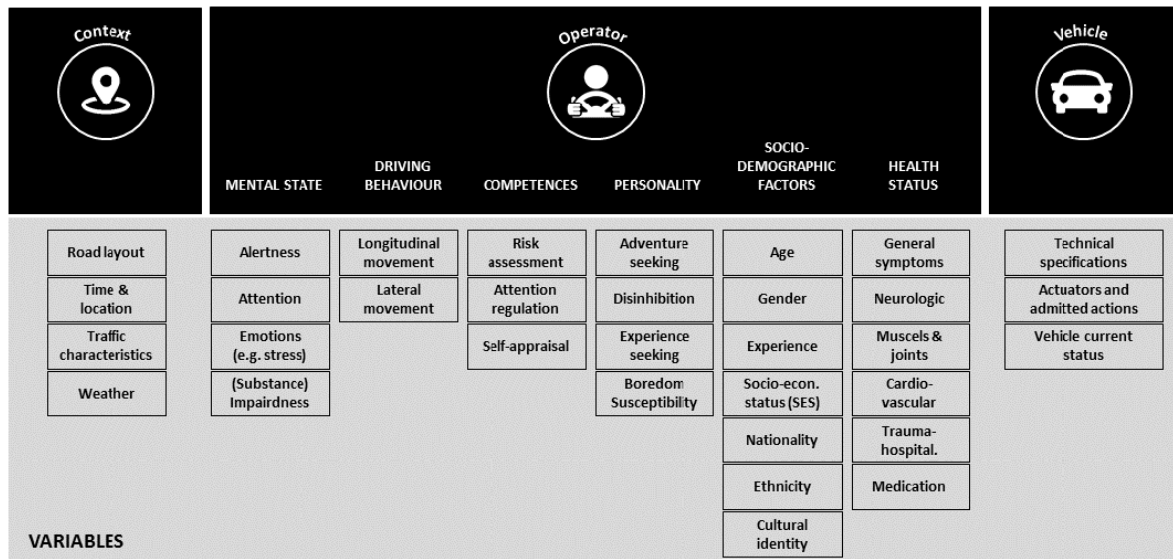 Context
Operator
Vehicle
MENTAL STATE
DRIVING
BEHAVIOUR
COMPETENCES
PERSONALITY
SOCIO-
DEMOGRAPHIC
FACTORS
HEALTH
STATUS
Road layout
Time &
location
Traffic
characteristics
Weather
Alertness
Attention
Emotions
(e.g. stress)
(Substance)
Impairdness
Longitudinal
movement
Lateral
movement
Risk
assessment
Attention
regulation
Self-appraisal
Adventure
seeking
Disinhibition
Experience
seeking
Boredom
Susceptibility
Age
Gender
Experience
Socio-econ.
status (SES)
Nationality
Ethnicity
Cultural
identity
General
symptoms
Neurologic
Muscels &
joints
Cardio-
vascular
Trauma-
hospital.
Medication
Technical
specifications
Actuators and
admitted actions
Vehicle current
status
VARIABLES